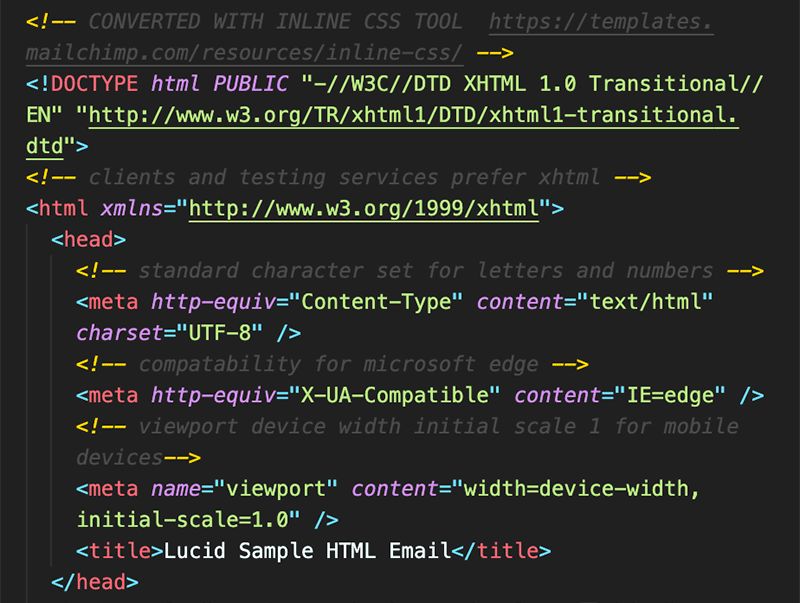 <!-- CONVERTED WITH INLINE CSS TOOL  https://templates.
mailchimp.com/resources/inline-css/ -->
<!DOCTYPE html PUBLIC "-//W3C//DTD XHTML 1.0 Transitional//
EN" "http://www.w3.org/TR/xhtml1/DTD/xhtml1-transitional.
dtd">
<!-- clients and testing services prefer xhtml -->
<html xmlns="http://www.w3.org/1999/xhtml">
<head>
<!-- standard character set for letters and numbers -->
<meta http-equiv="Content-Type" content="text/html"
charset="UTF-8" />
<!-- compatability for microsoft edge -->
<meta http-equiv="X-UA-Compatible" content="IE=edge" />
<!-- viewport device width initial scale 1 for mobile
devices-->
<meta name="viewport" content="width=device-width,
initial-scale=1.0" />
<title>Lucid Sample HTML Email</title>
</head>